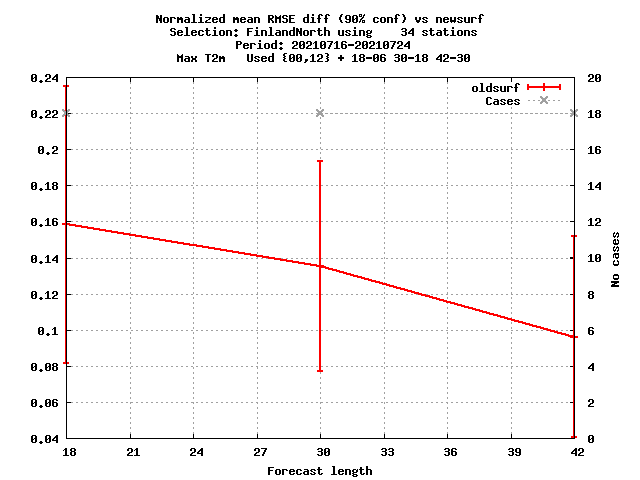 Normalized mean RMSE diff (90% conf) vs newsurf
Selection: FinlandNorth using    34 stations
Period: 20210716-20210724
Max T2m   Used {00,12} + 18-06 30-18 42-30
oldsurf
Cases
0.24
0.22
0.2
0.18
0.16
0.14
0.12
0.1
0.08
0.06
0.04
20
18
16
14
12
10
8
6
4
2
0
No cases
18 21 24 27 30 33 36 39 42
Forecast length